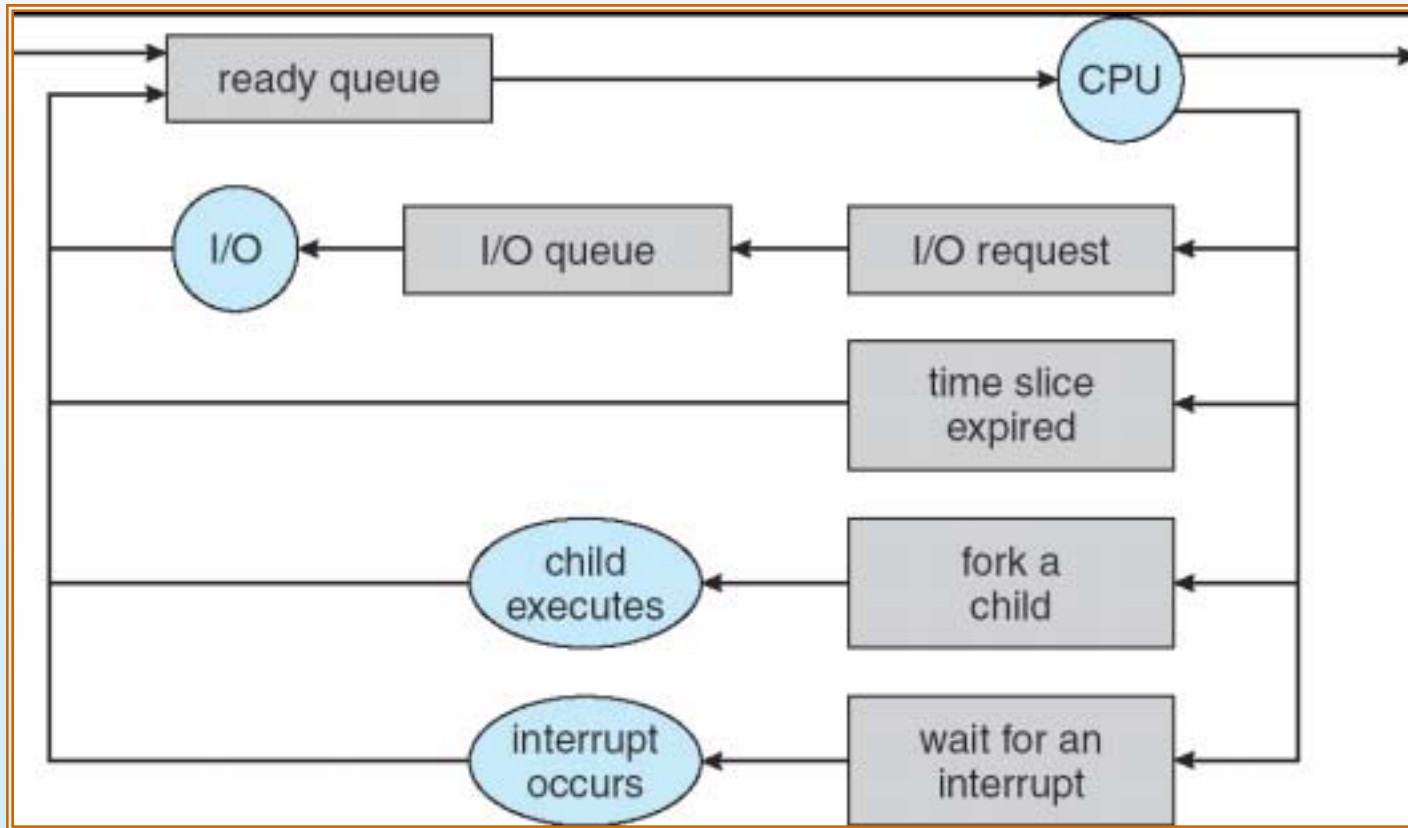 ready queue
CPU
I/O
I/O queue
I/O request
time slice
expired
child
executes
fork a
child
interrupt
occurs
wait for an
interrupt